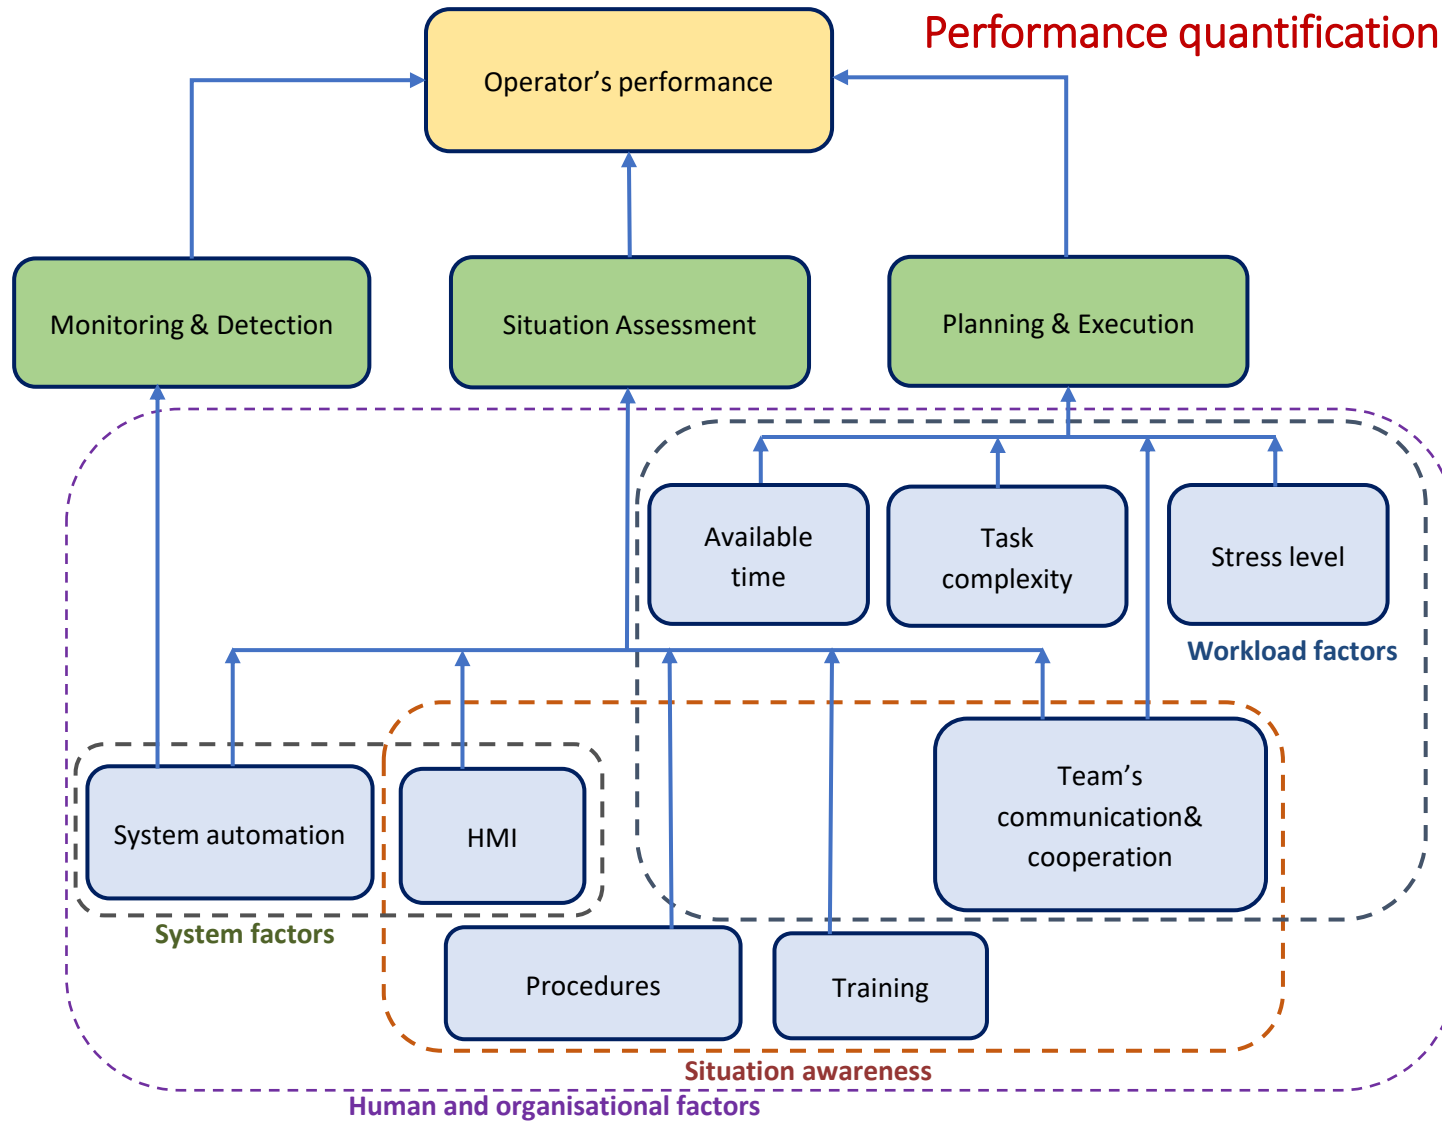 Performance quantification
Operator’s performance
Monitoring & Detection
Situation Assessment
Planning & Execution
Available
time
Task
complexity
Stress level
Workload factors
System automation
HMI
Team’s
communication&
cooperation
System factors
Procedures
Training
Situation awareness
Human and organisational factors